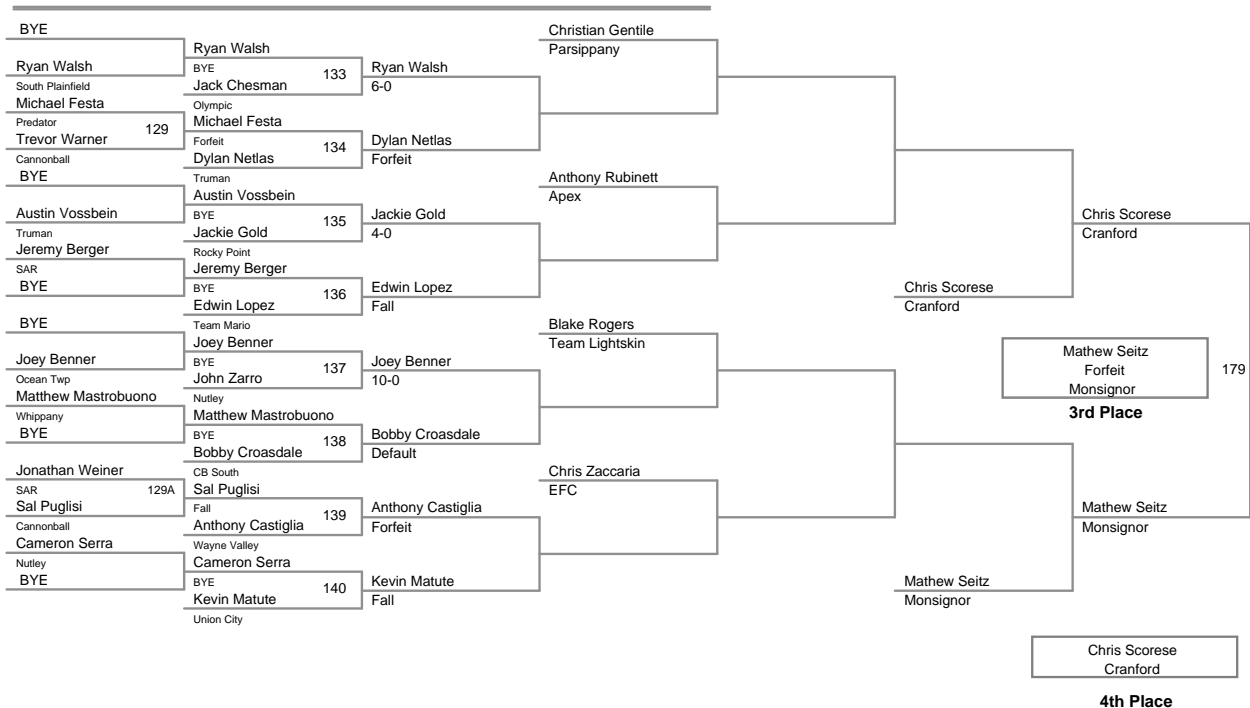 BYE
Ryan Walsh
South Plainfield
Michael Festa
Predator
129
Trevor Warner
Cannonball
BYE
Austin Vossbein
Truman
Jeremy Berger
SAR
BYE
BYE
Joey Benner
Ocean Twp
Matthew Mastrobuono
Whippany
BYE
Jonathan Weiner
SAR
129A
Sal Puglisi
Cannonball
Cameron Serra
Nutley
BYE
Ryan Walsh
BYE
133
Jack Chesman
Olympic
Michael Festa
Forfeit
134
Dylan Netlas
Truman
Austin Vossbein
BYE
135
Jackie Gold
Rocky Point
Jeremy Berger
BYE
136
Edwin Lopez
Team Mario
Joey Benner
BYE
137
John Zarro
Nutley
Matthew Mastrobuono
BYE
138
Bobby Croasdale
CB South
Sal Puglisi
Fall
139
Anthony Castiglia
Wayne Valley
Cameron Serra
BYE
140
Kevin Matute
Union City
Ryan Walsh
6-0
Dylan Netlas
Forfeit
Jackie Gold
4-0
Edwin Lopez
Fall
Joey Benner
10-0
Bobby Croasdale
Default
Anthony Castiglia
Forfeit
Kevin Matute
Fall
Christian Gentile
Parsippany
Anthony Rubinett
Apex
Blake Rogers
Team Lightskin
Chris Zaccaria
EFC
Chris Scorese
Cranford
Mathew Seitz
Monsignor
Chris Scorese
Cranford
Mathew Seitz
Forfeit
Monsignor
179
3rd Place
Mathew Seitz
Monsignor
Chris Scorese
Cranford
4th Place